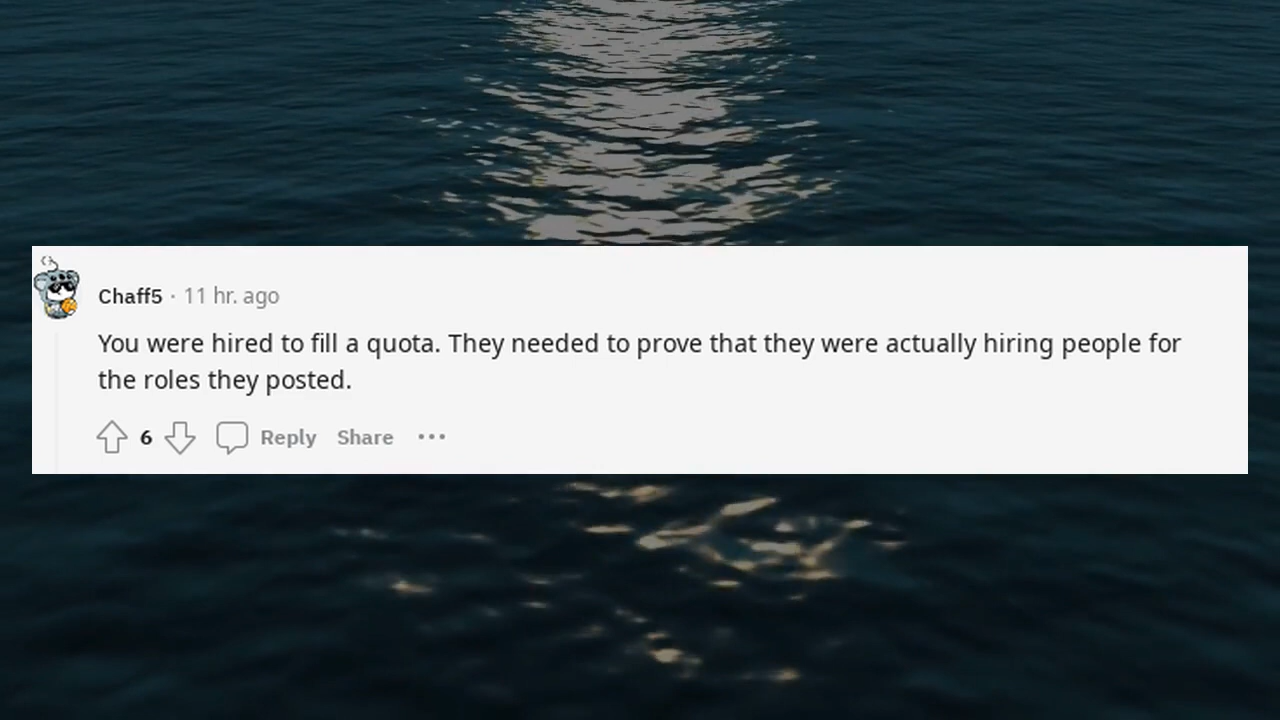 Chaff5 · 11 hr. ago
You were hired to fill a quota. They needed to prove that they were actually hiring people for
the roles they posted.
6 Reply Share ···